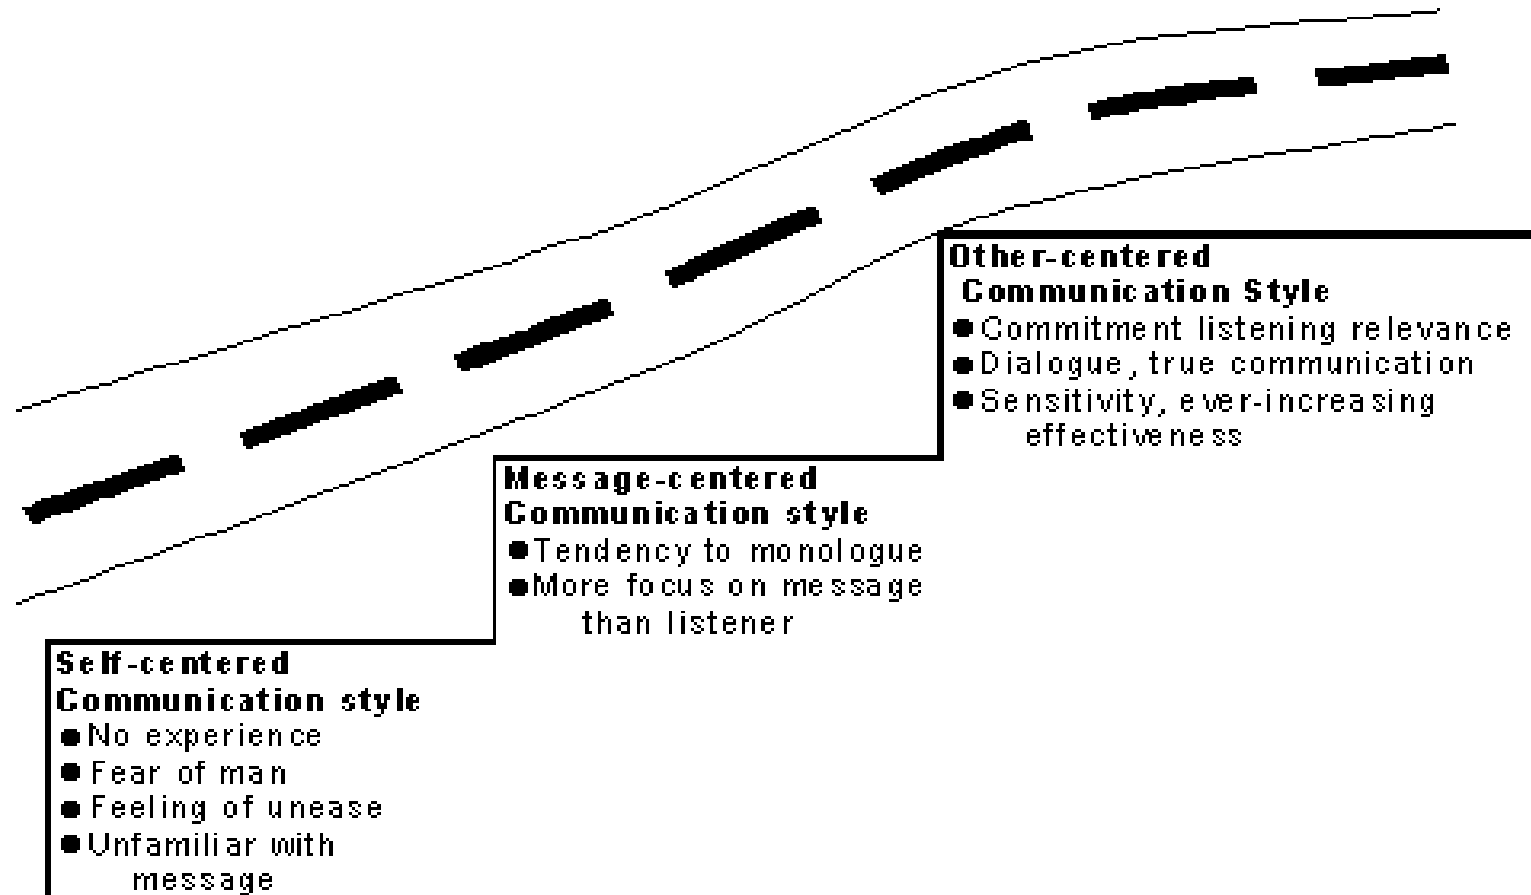 Other-centered
Communication Style
●Commitment listening relevance
●Dialogue, true communication
●Sensitivity, ever-increasing
effectiveness
Message-centered
Communication style
●Tendency to monologue
●More focus on message
than listener
Self-centered
Communication style
●No experience
●Fear of man
●Feeling of unease
●Unfamiliar with
message